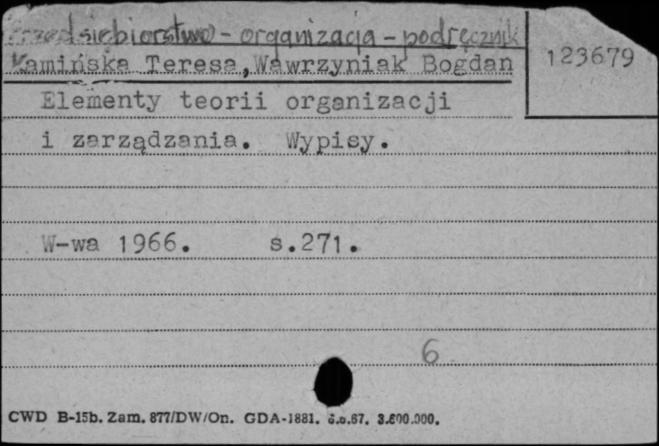 Przedsiębiorstwo - organizacja - podręcznik
123679
Kamińska Teresa, Wawrzyniak Bogdan
Elementy teorii organizacji
i zarządzania. Wypisy.
W-wa 1966. s.271.
6
CWD B-15b. Zam. 877/DW/On. GDA-1881. 3.600.000.